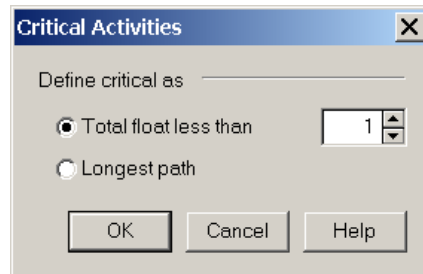 Critical Activities
Define critical as
Total float less than 1
Longest path
OK Cancel Help